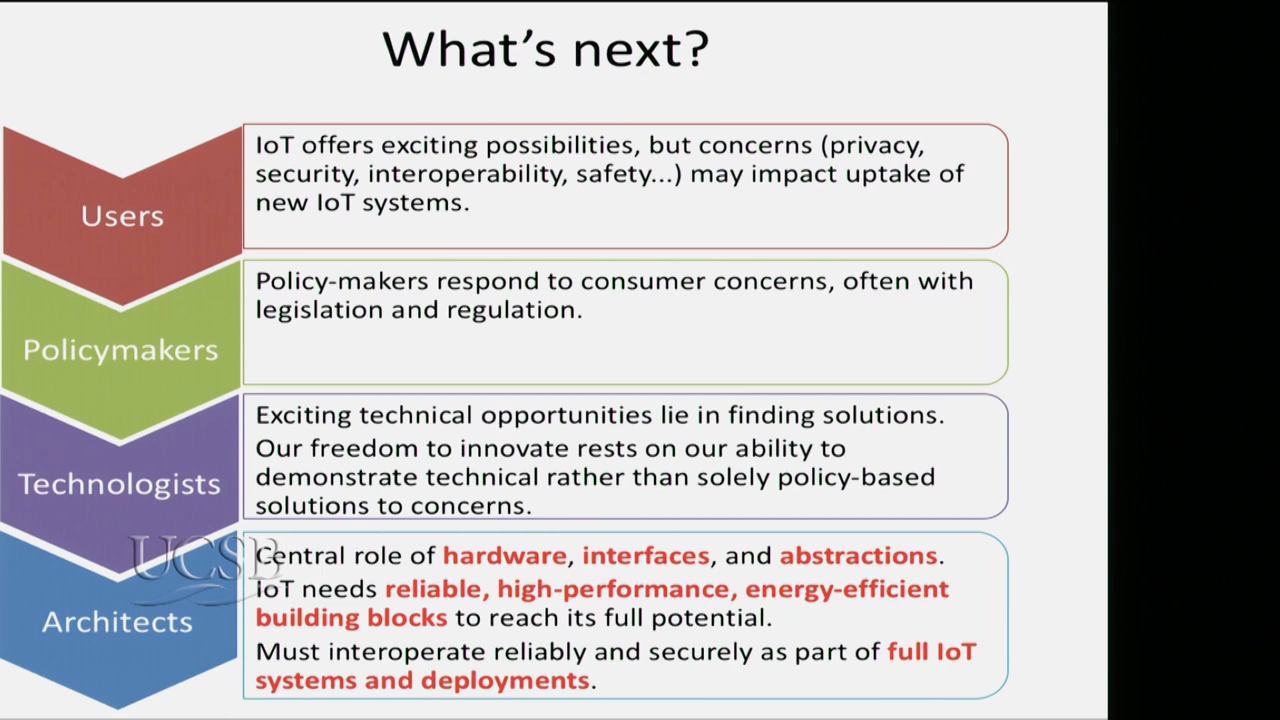 What's next?
Users
IoT offers exciting possibilities, but concerns (privacy,
security, interoperability, safety...) may impact uptake of
new IoT systems.
Policymakers
Policy-makers respond to consumer concerns, often with
legislation and regulation.
Technologists
Exciting technical opportunities lie in finding solutions.
Our freedom to innovate rests on our ability to
demonstrate technical rather than solely policy-based
solutions to concerns.
UCSB
Architects
Central role of hardware, interfaces, and abstractions.
IoT needs reliable, high-performance, energy-efficient
building blocks to reach its full potential.
Must interoperate reliably and securely as part of full IoT
systems and deployments.